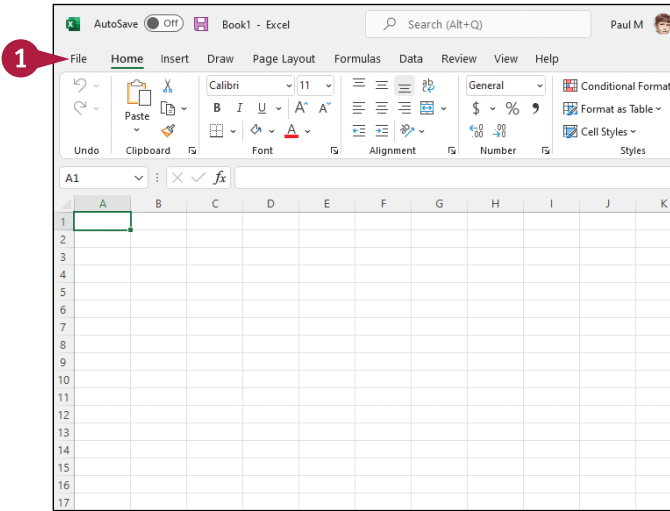 AutoSave Off Book1 - Excel Search (Alt+Q) Paul M
1 File Home Insert Draw Page Layout Formulas Data Review View Help
Calibri 11 ab General Conditional Format
Paste B I U A^ A˅ $ % 9 Format as Table
A .00 .00 Cell Styles
Undo Clipboard Font Alignment Number Styles
A1 fx
A B C D E F G H I J K
1
2
3
4
5
6
7
8
9
10
11
12
13
14
15
16
17